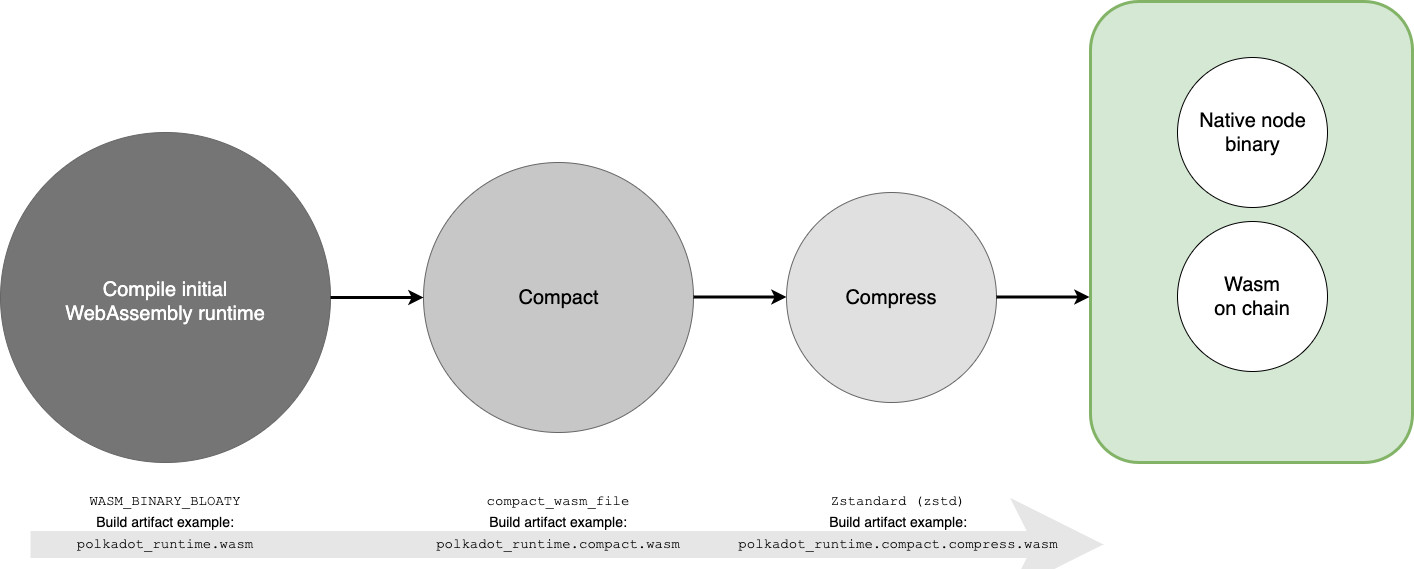 Compile initial
WebAssembly runtime
Compact
Compress
Native node
binary
Wasm
on chain
WASM_BINARY_BLOATY
Build artifact example:
polkadot_runtime.wasm
compact_wasm_file
Build artifact example:
polkadot_runtime.compact.wasm
Zstandard (zstd)
Build artifact example:
polkadot_runtime.compact.compress.wasm